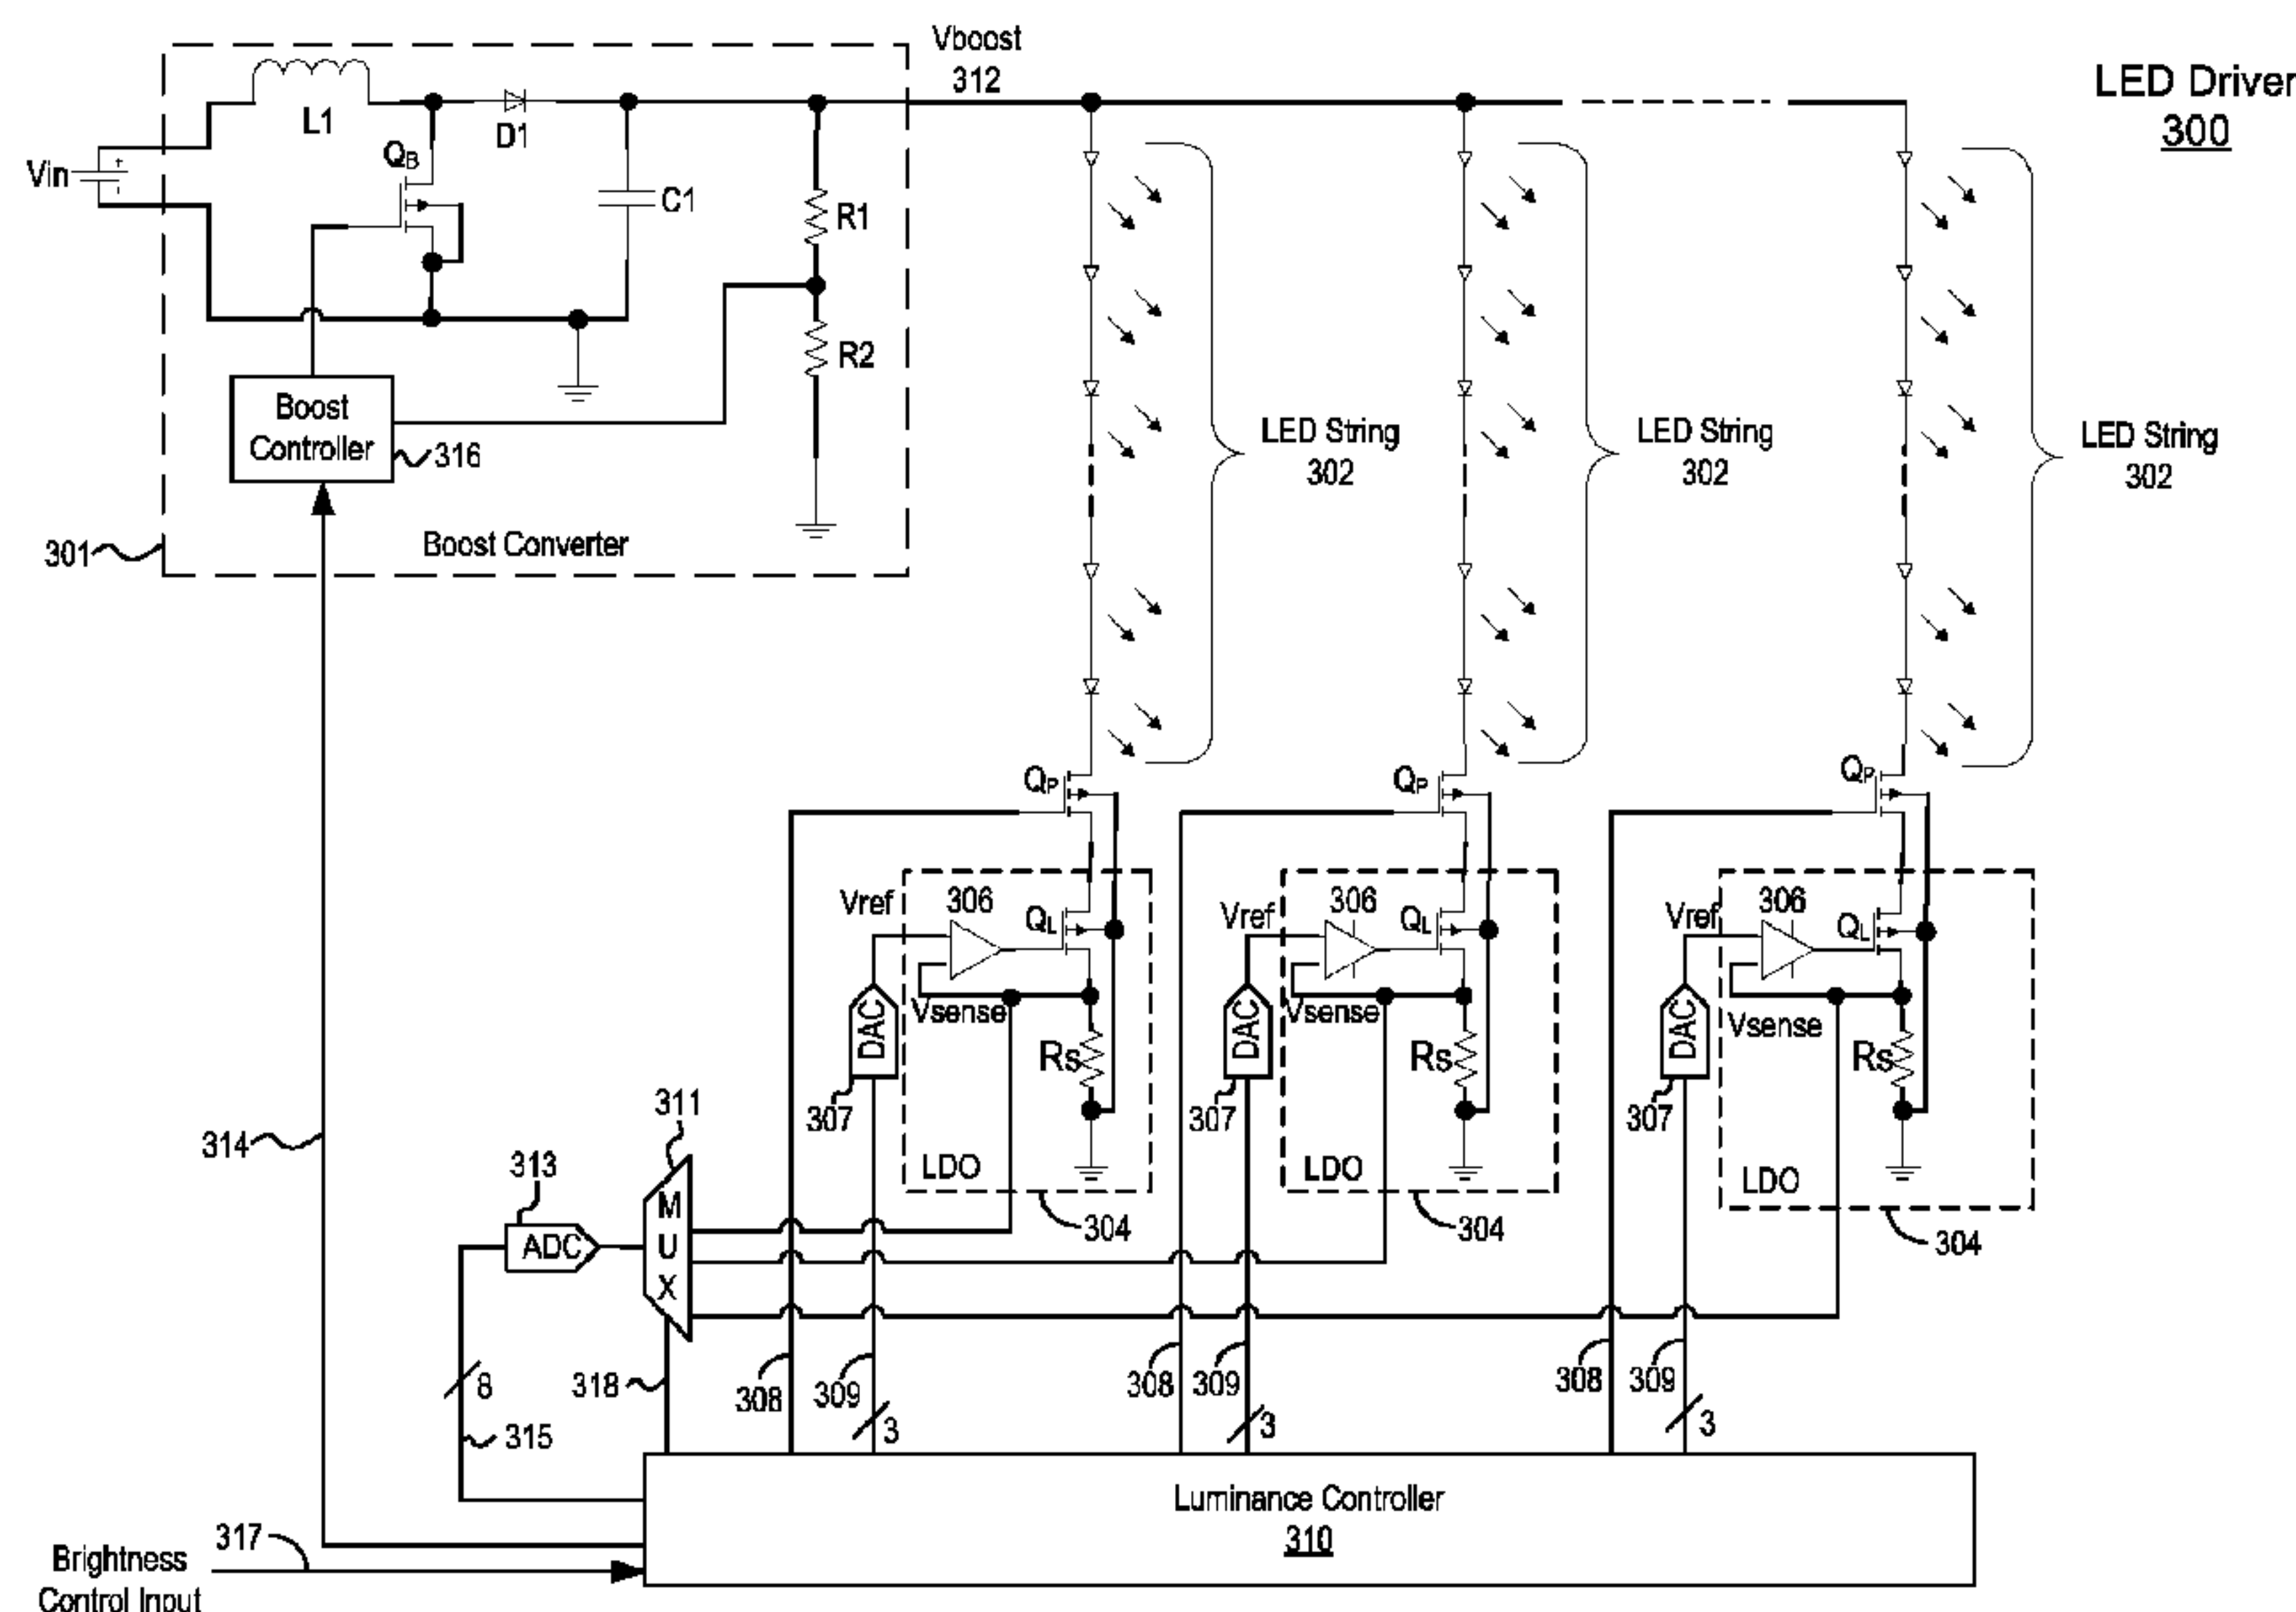 LED Driver
300
Vboost
312
L1
D1
QB
Vin
+
-
C1
R1
R2
Boost
Controller
316
Boost Converter
301
LED String
302
LED String
302
LED String
302
QP
QP
QP
Vref
306
QL
Vsense
DAC
307
Rs
LDO
304
Vref
306
QL
Vsense
DAC
307
Rs
LDO
304
Vref
306
QL
Vsense
DAC
307
Rs
LDO
304
314
313
ADC
311
M
U
X
8
315
318
308
309
3
308
309
3
308
309
3
Luminance Controller
310
317
Brightness
Control Input